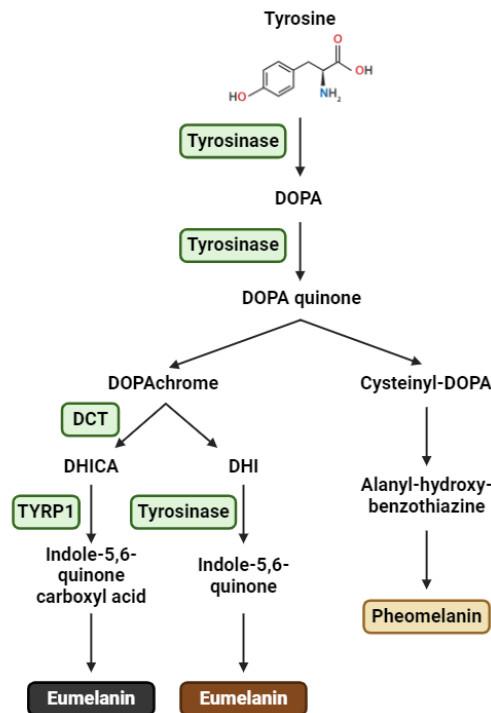 Tyrosine
O
OH
HO
NH₂
Tyrosinase
DOPA
Tyrosinase
DOPA quinone
DOPAchrome
Cysteinyl-DOPA
DCT
DHICA
DHI
Alanyl-hydroxy-
benzothiazine
TYRP1
Tyrosinase
Indole-5,6-
quinone
carboxyl acid
Indole-5,6-
quinone
Pheomelanin
Eumelanin
Eumelanin